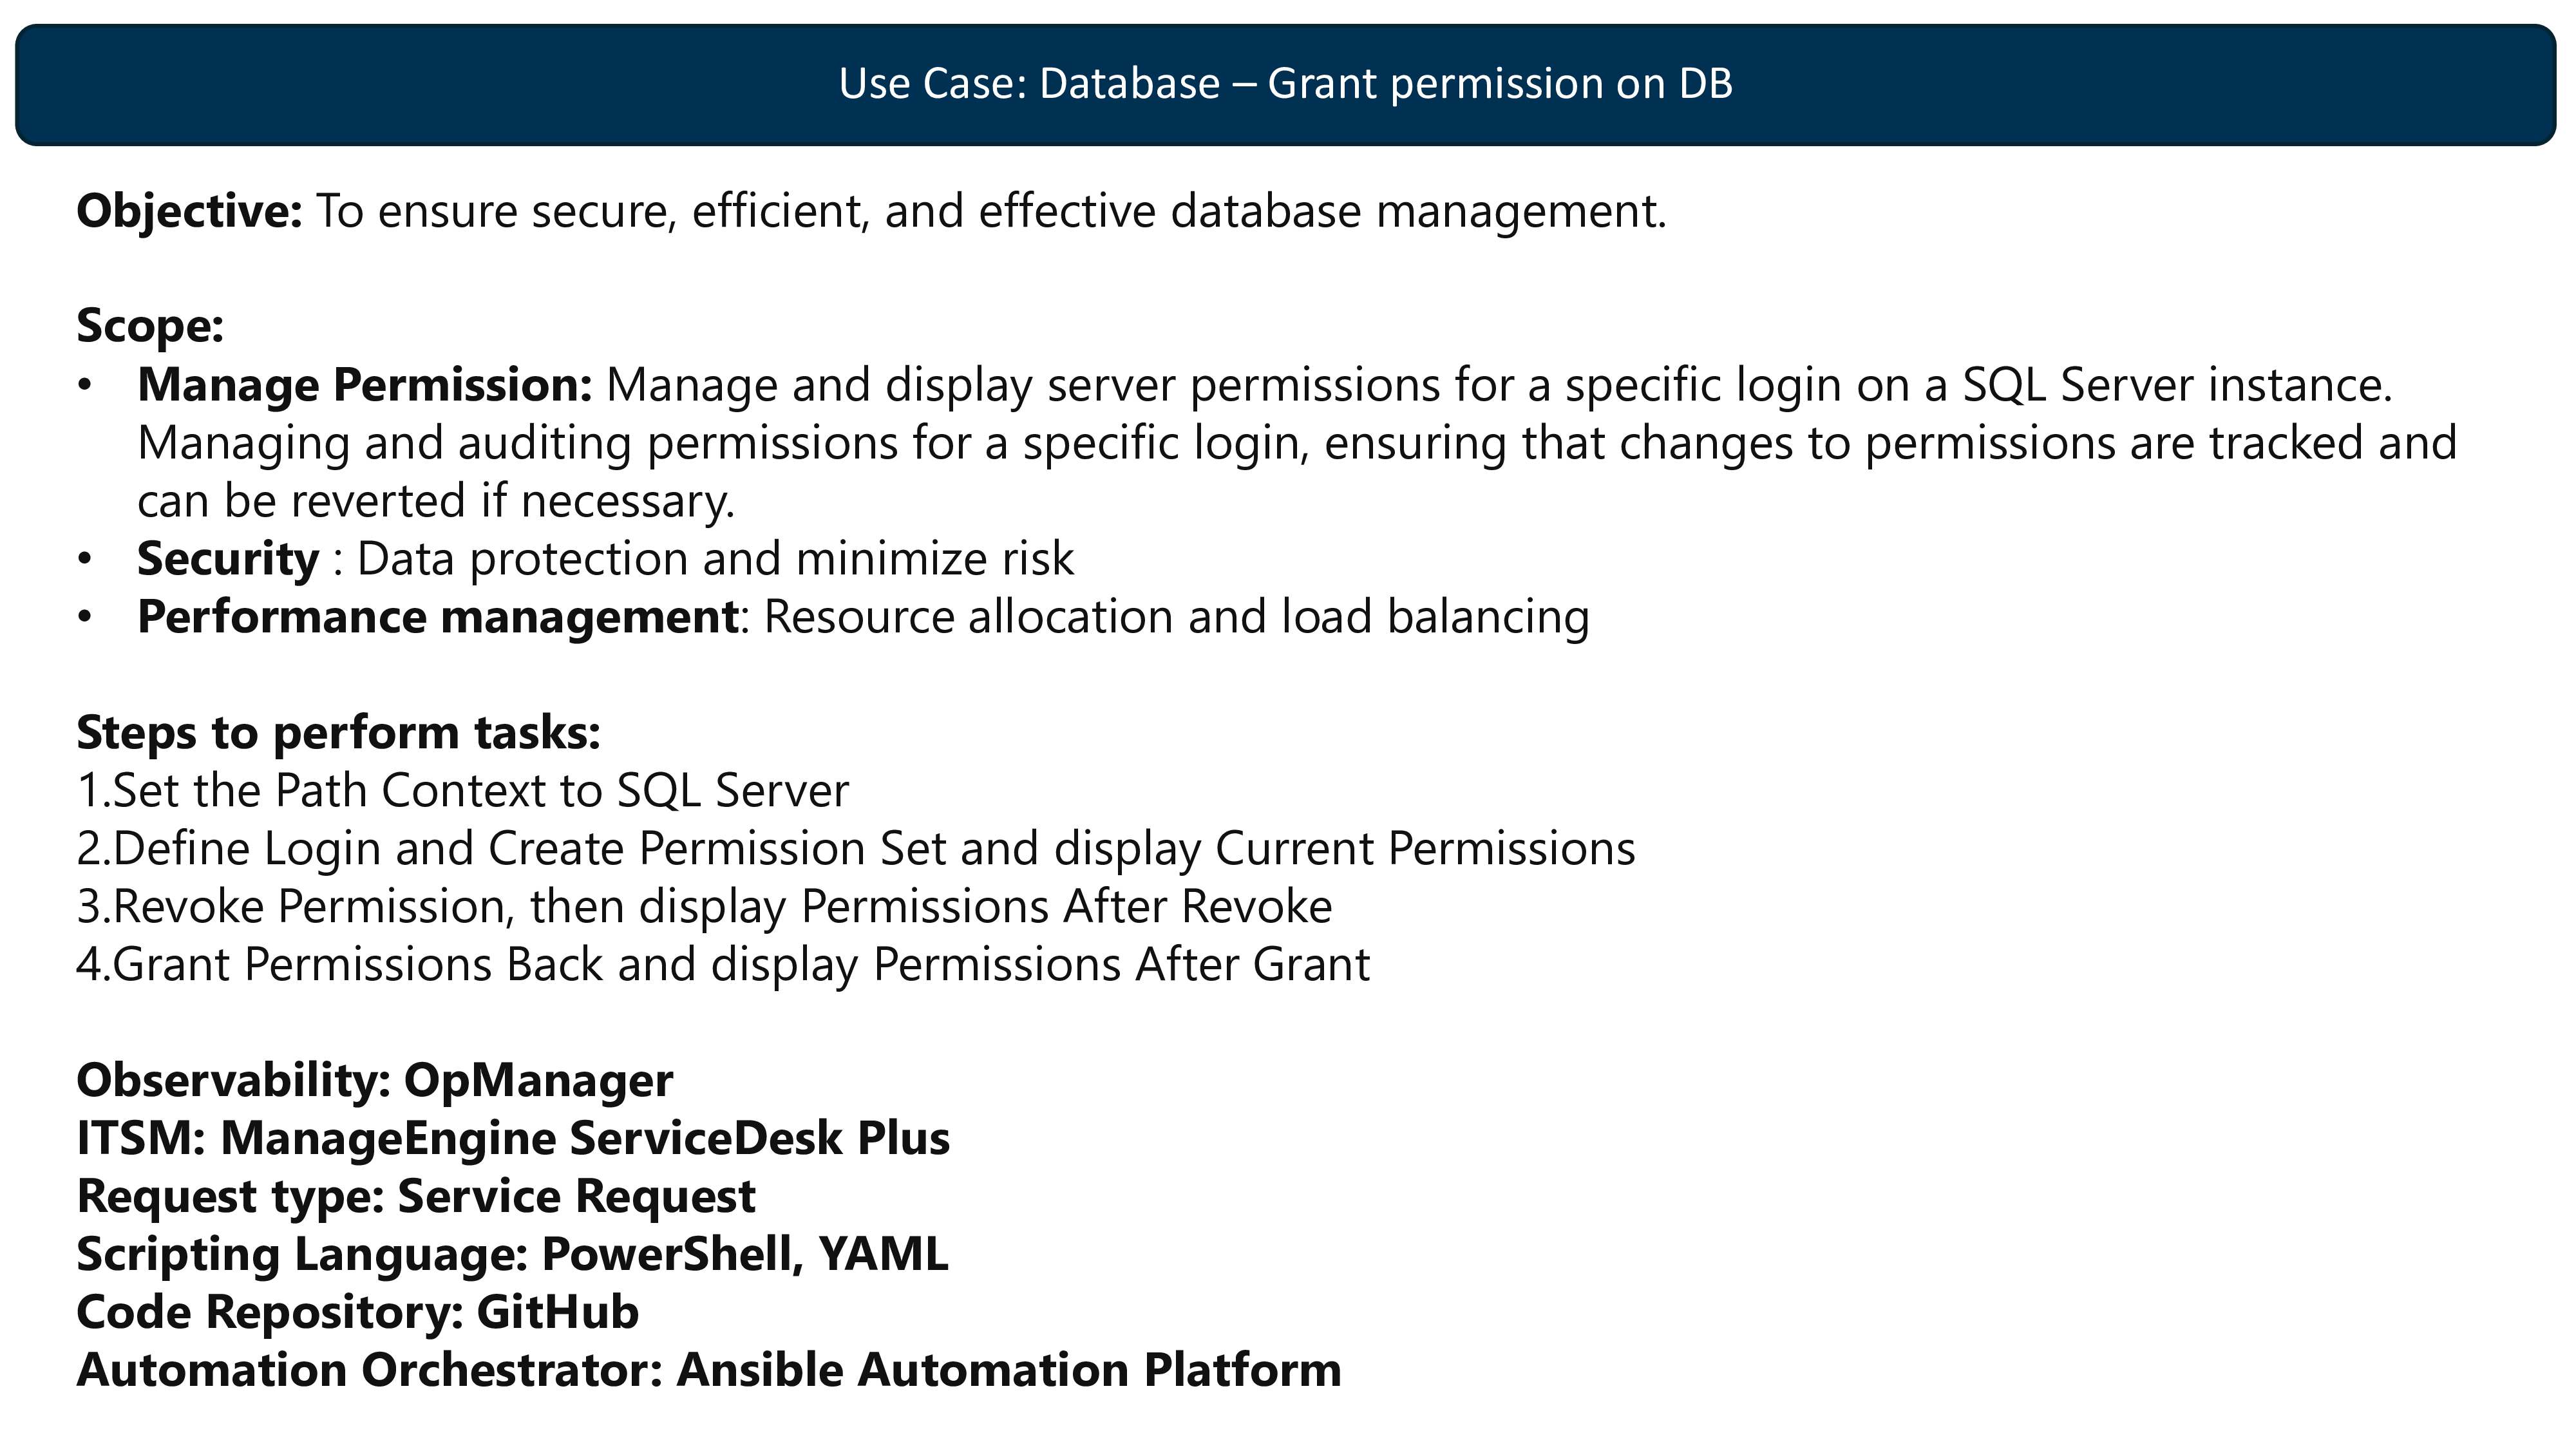 Use Case: Database – Grant permission on DB
Objective: To ensure secure, efficient, and effective database management.
Scope:
• Manage Permission: Manage and display server permissions for a specific login on a SQL Server instance.
Managing and auditing permissions for a specific login, ensuring that changes to permissions are tracked and
can be reverted if necessary.
• Security : Data protection and minimize risk
• Performance management: Resource allocation and load balancing
Steps to perform tasks:
1.Set the Path Context to SQL Server
2.Define Login and Create Permission Set and display Current Permissions
3.Revoke Permission, then display Permissions After Revoke
4.Grant Permissions Back and display Permissions After Grant
Observability: OpManager
ITSM: ManageEngine ServiceDesk Plus
Request type: Service Request
Scripting Language: PowerShell, YAML
Code Repository: GitHub
Automation Orchestrator: Ansible Automation Platform